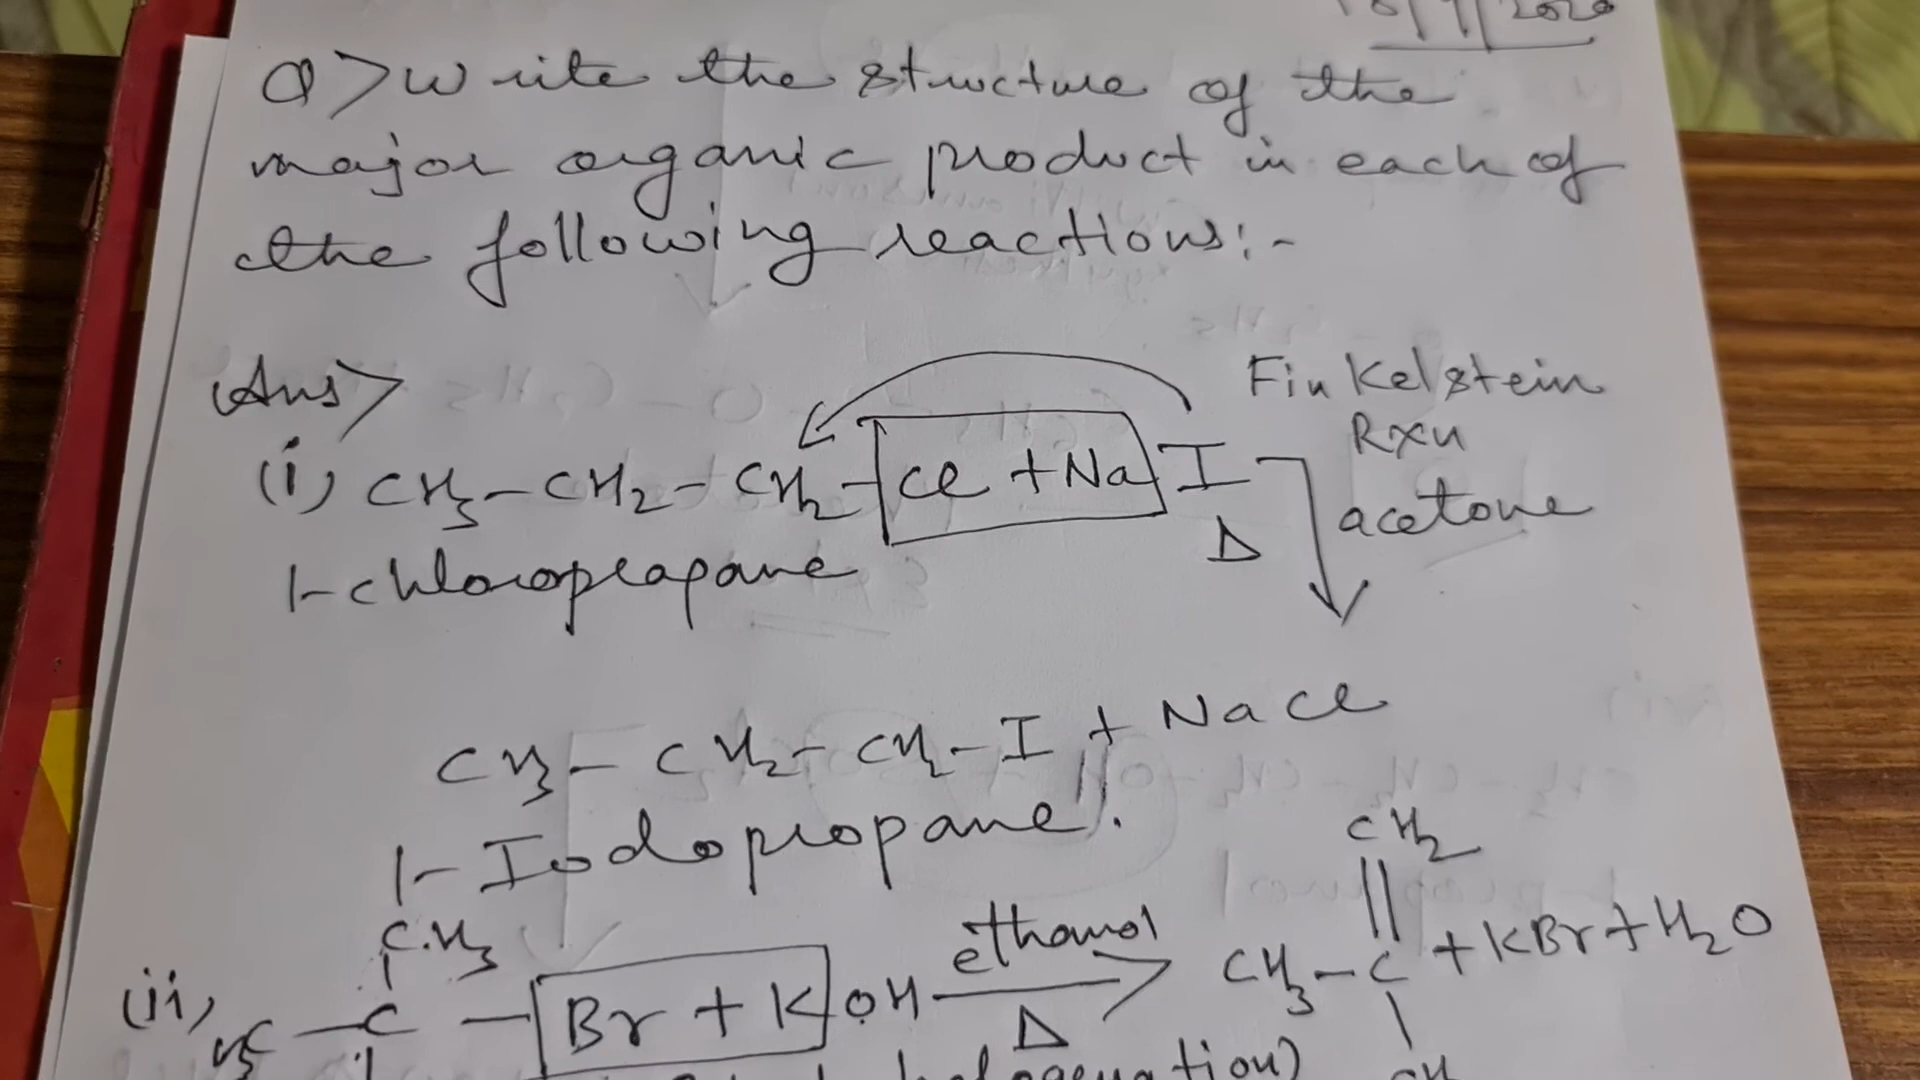 Q> Write the structure of the
major organic product in each of
the following reactions:-
Ans>
Finkelstein
Rxn
(i) CH3-CH2-CH2-Cl + NaI
acetone
Δ
1-chloropropane
CH3-CH2-CH2-I + NaCl
1-Iodopropane.
CH2
CH3
ethanol
(ii) H3C-C-Br + KOH
CH3-C + KBr + H2O
Δ